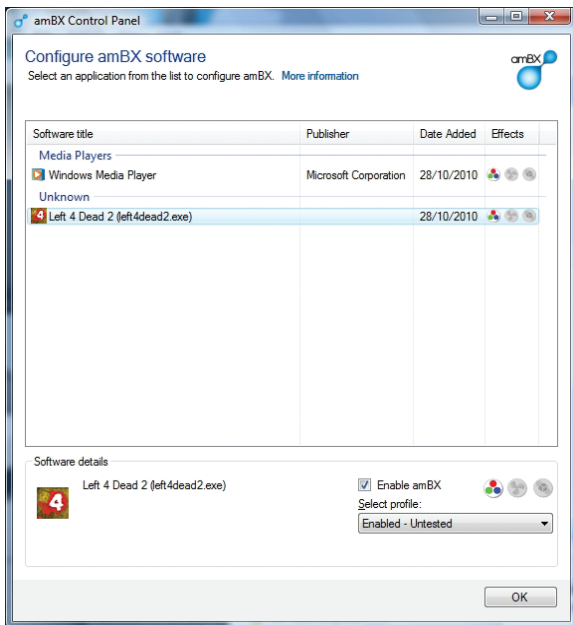 amBX Control Panel
Configure amBX software
Select an application from the list to configure amBX. More information
amBX
Software title Publisher Date Added Effects
Media Players
Windows Media Player Microsoft Corporation 28/10/2010
Unknown
4 Left 4 Dead 2 (left4dead2.exe) 28/10/2010
Software details
4 Left 4 Dead 2 (left4dead2.exe) Enable amBX
Select profile:
Enabled - Untested
OK